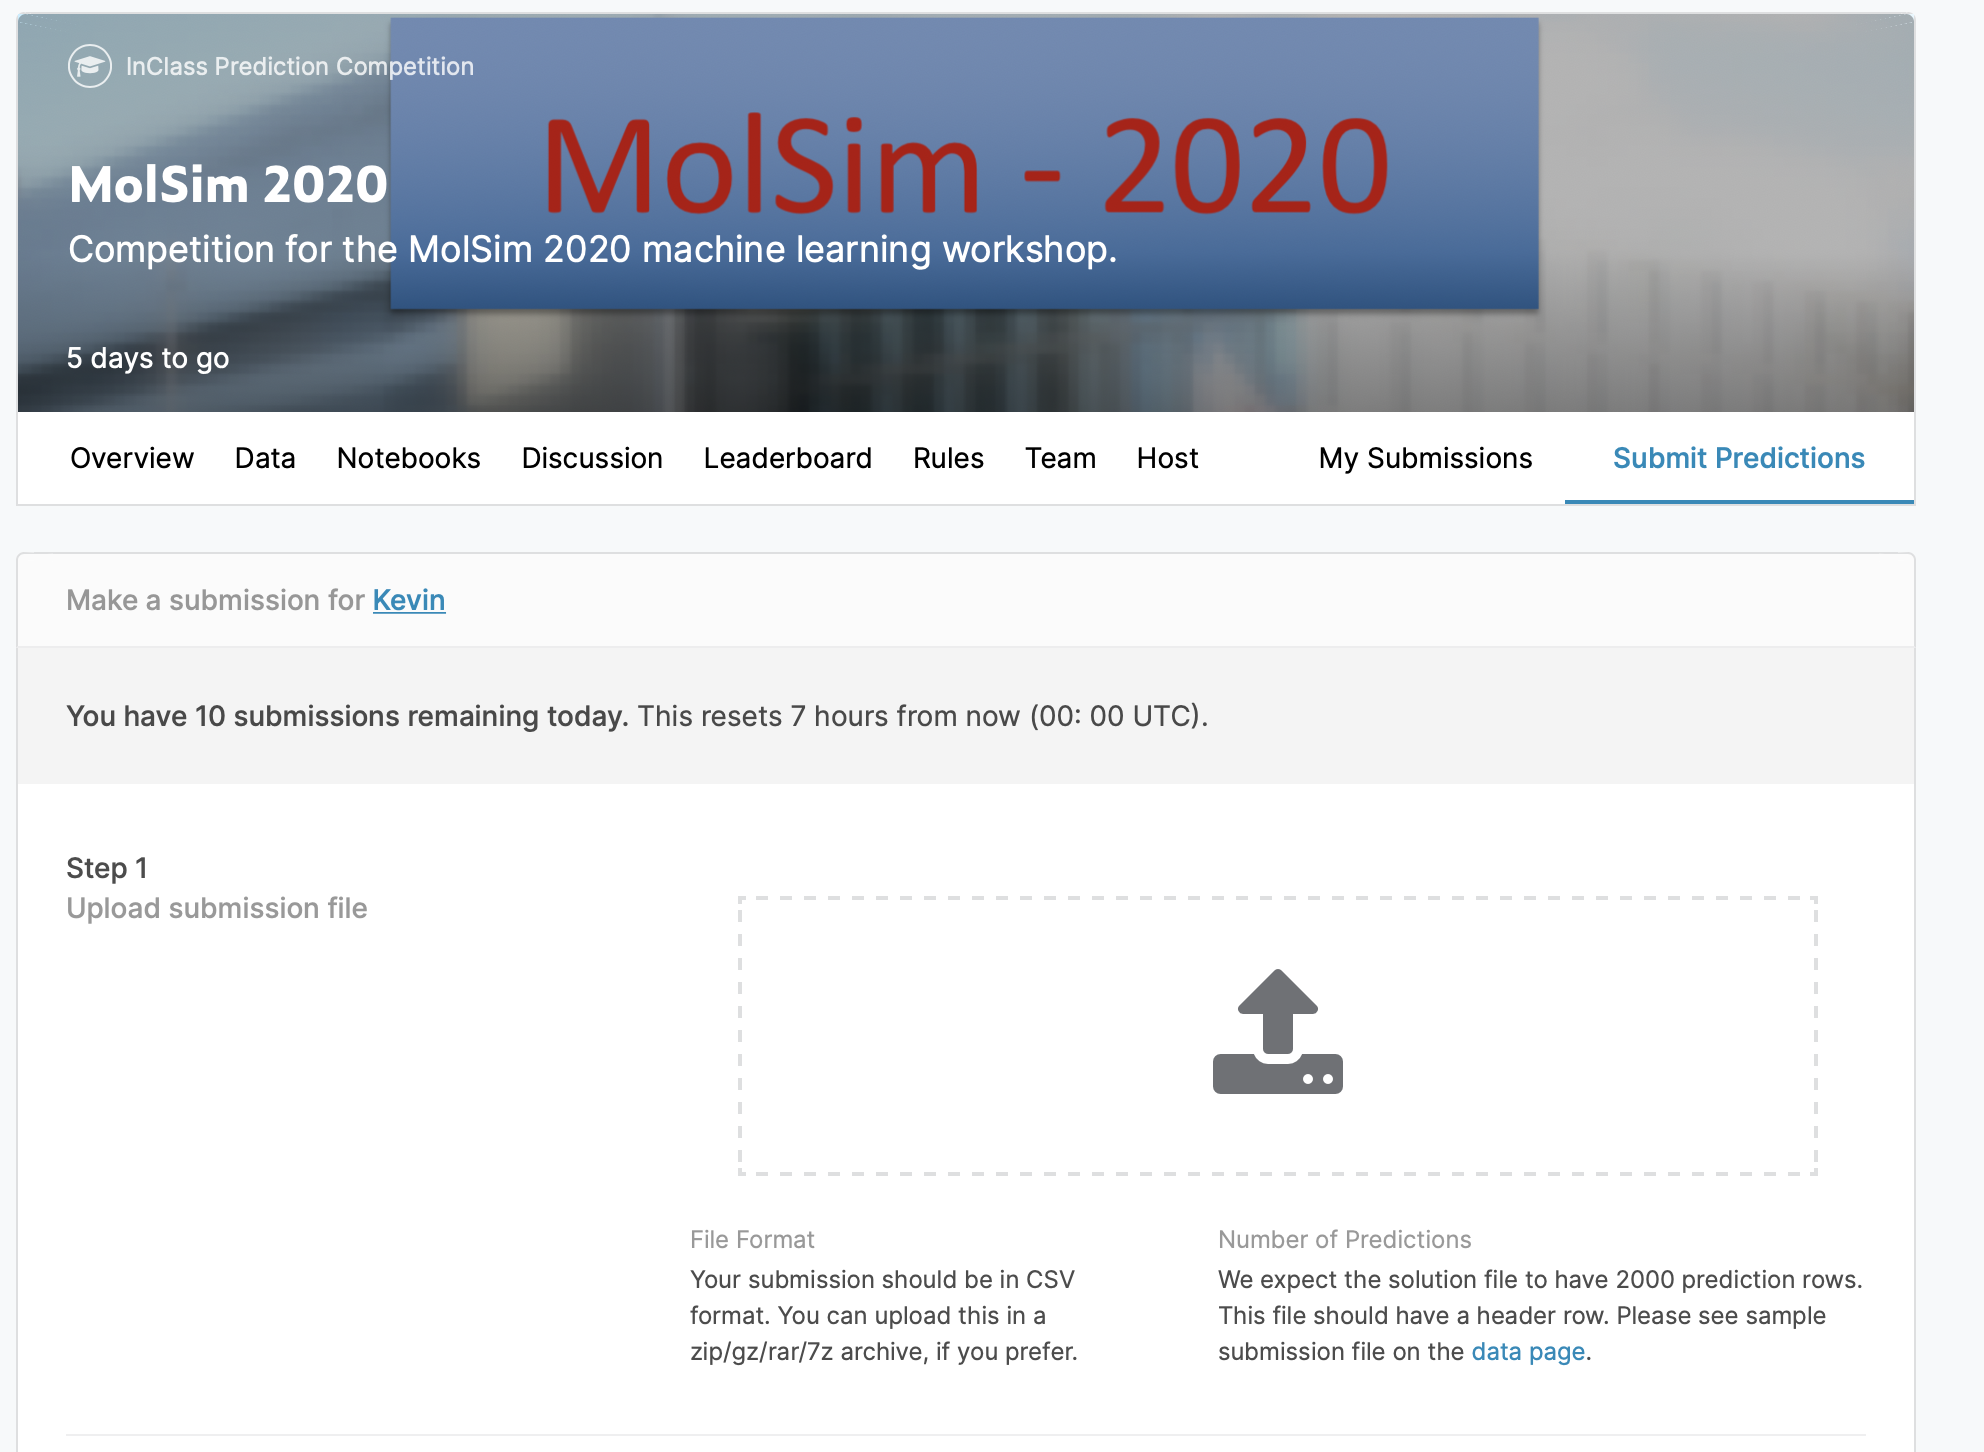 InClass Prediction Competition
MolSim - 2020
MolSim 2020
Competition for the MolSim 2020 machine learning workshop.
5 days to go
Overview Data Notebooks Discussion Leaderboard Rules Team Host My Submissions Submit Predictions
Make a submission for Kevin
You have 10 submissions remaining today. This resets 7 hours from now (00: 00 UTC).
Step 1
Upload submission file
File Format
Your submission should be in CSV
format. You can upload this in a
zip/gz/rar/7z archive, if you prefer.
Number of Predictions
We expect the solution file to have 2000 prediction rows.
This file should have a header row. Please see sample
submission file on the data page.